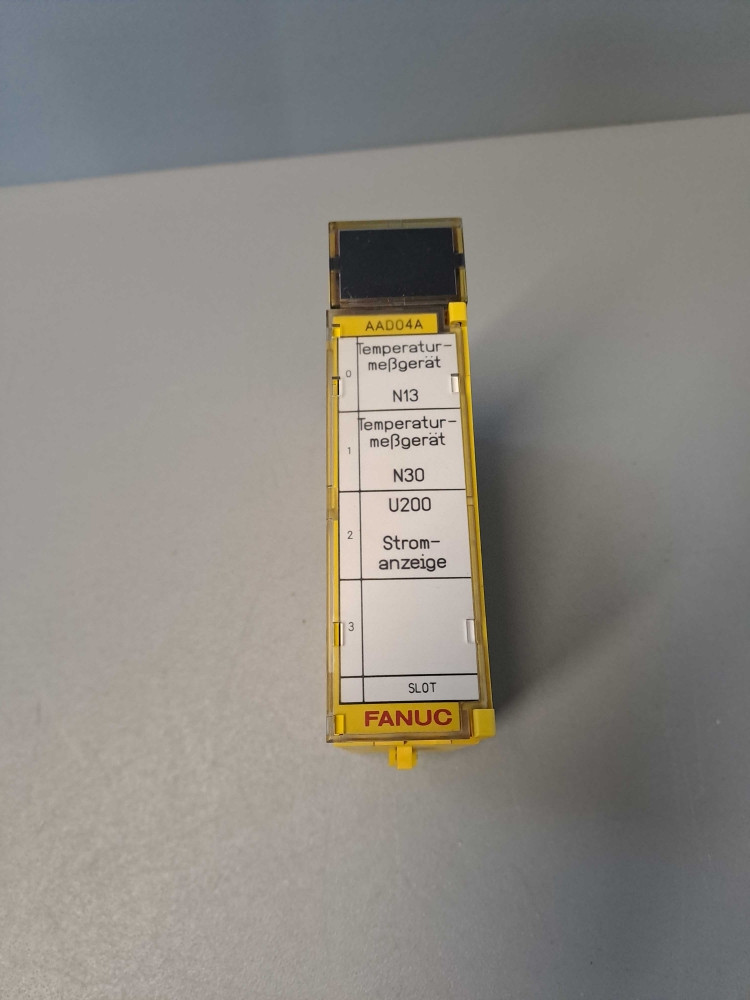 AAD04A
0
Temperatur-
meßgerät
N13
1
Temperatur-
meßgerät
N30
2
U200
Strom-
anzeige
3
SLOT
FANUC